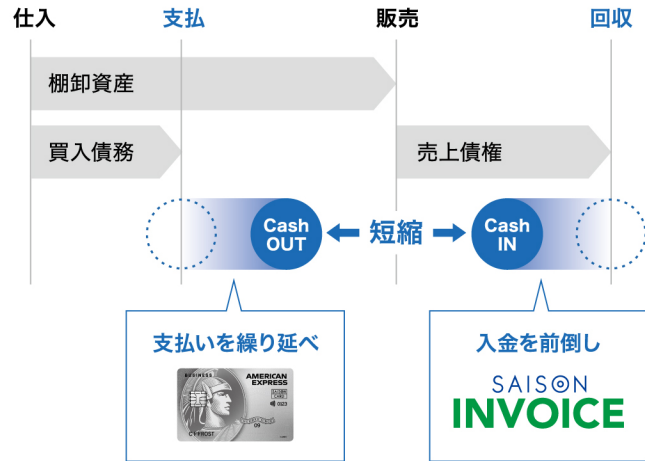 仕入 支払 販売 回収
棚卸資産
買入債務 売上債権
Cash
OUT
短縮
Cash
IN
支払いを繰り延べ
BUSINESS
AMERICAN
EXPRESS
C F FROST
入金を前倒し
SAISON
INVOICE